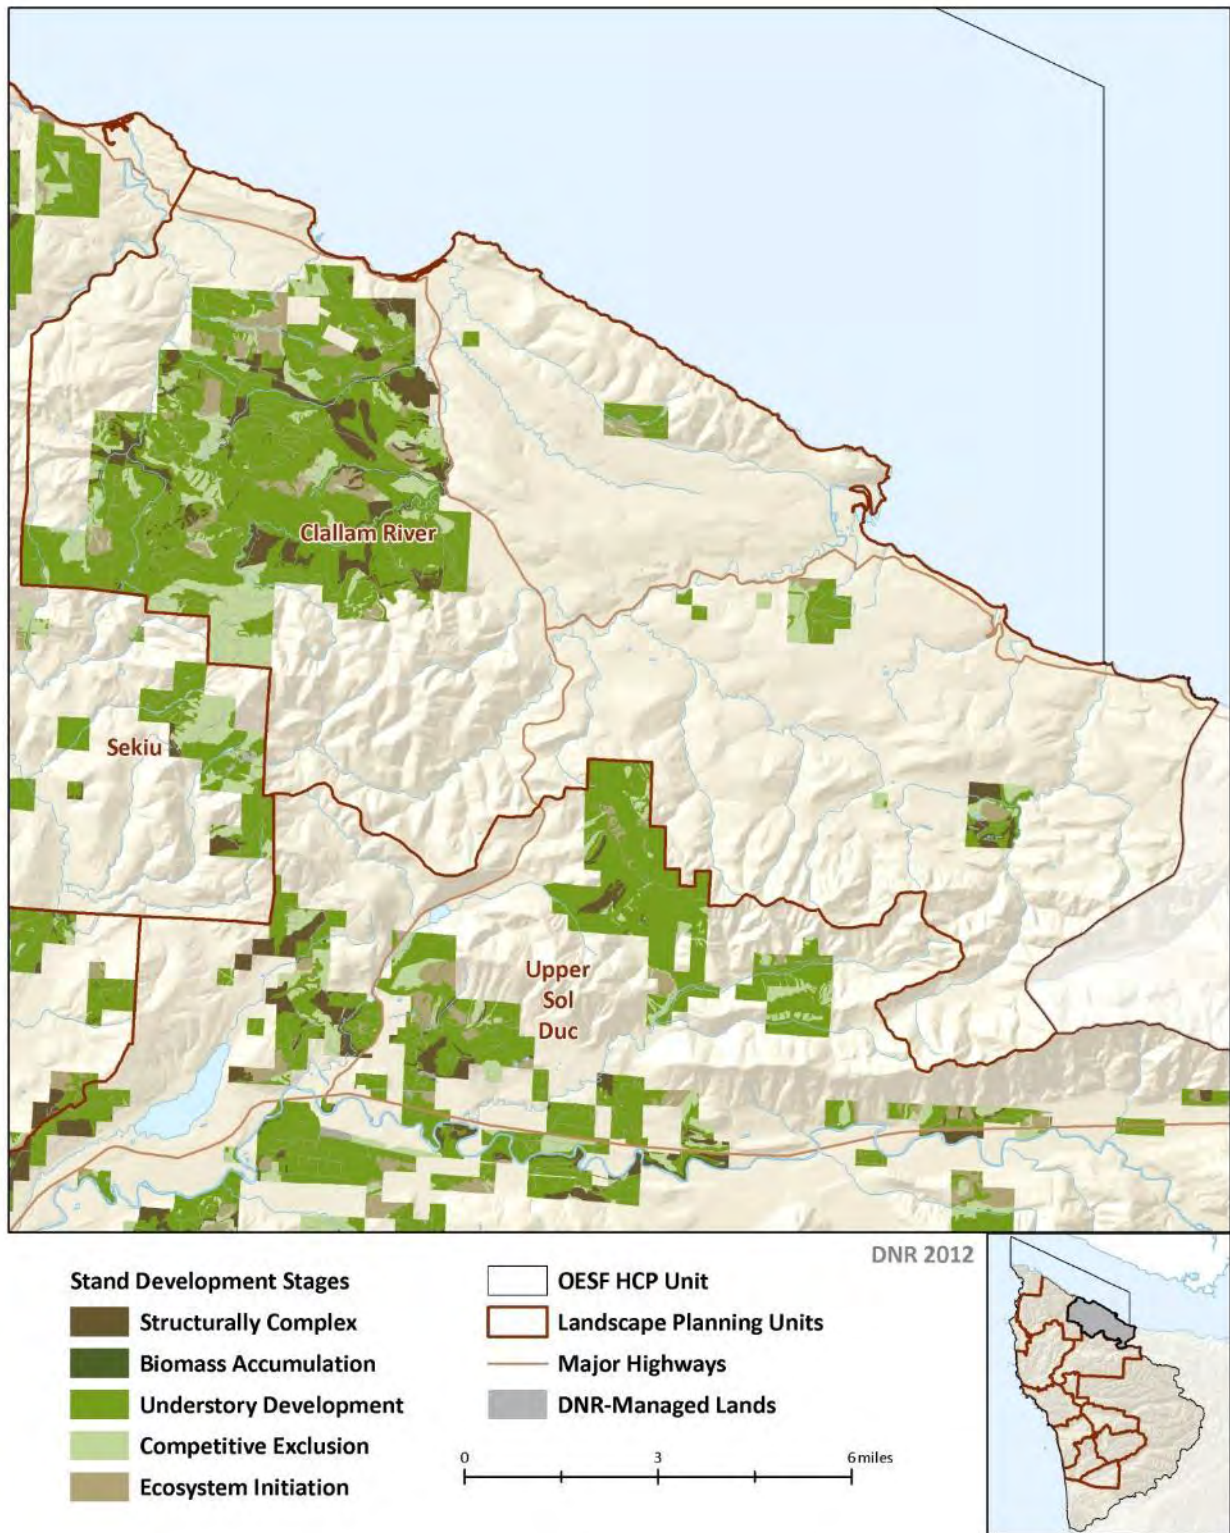 Clallam River
Sekiu
Upper
Sol
Duc
DNR 2012
Stand Development Stages
Structurally Complex
Biomass Accumulation
Understory Development
Competitive Exclusion
Ecosystem Initiation
OESF HCP Unit
Landscape Planning Units
Major Highways
DNR-Managed Lands
0 3 6 miles